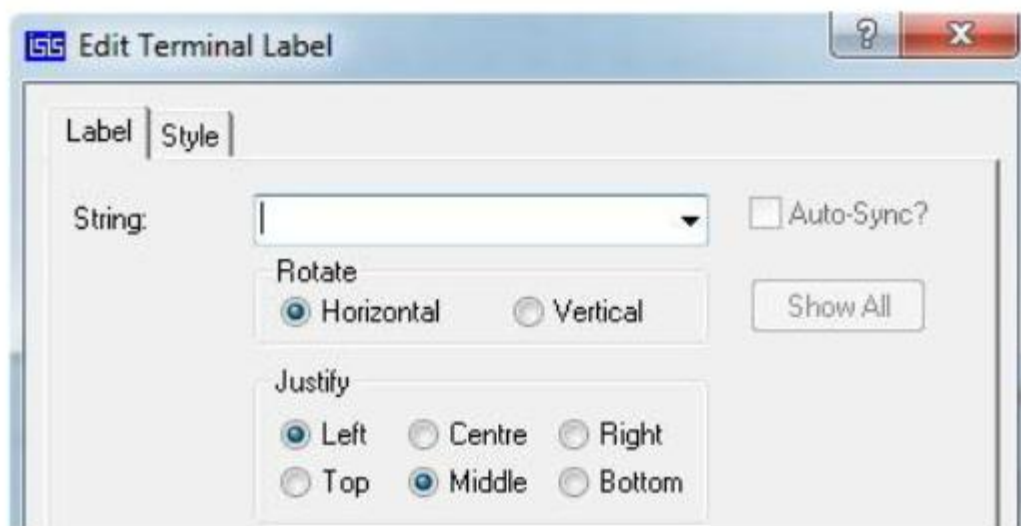 isis Edit Terminal Label ?
Label Style
String: Auto-Sync?
Rotate
Horizontal Vertical Show All
Justify
Left Centre Right
Top Middle Bottom